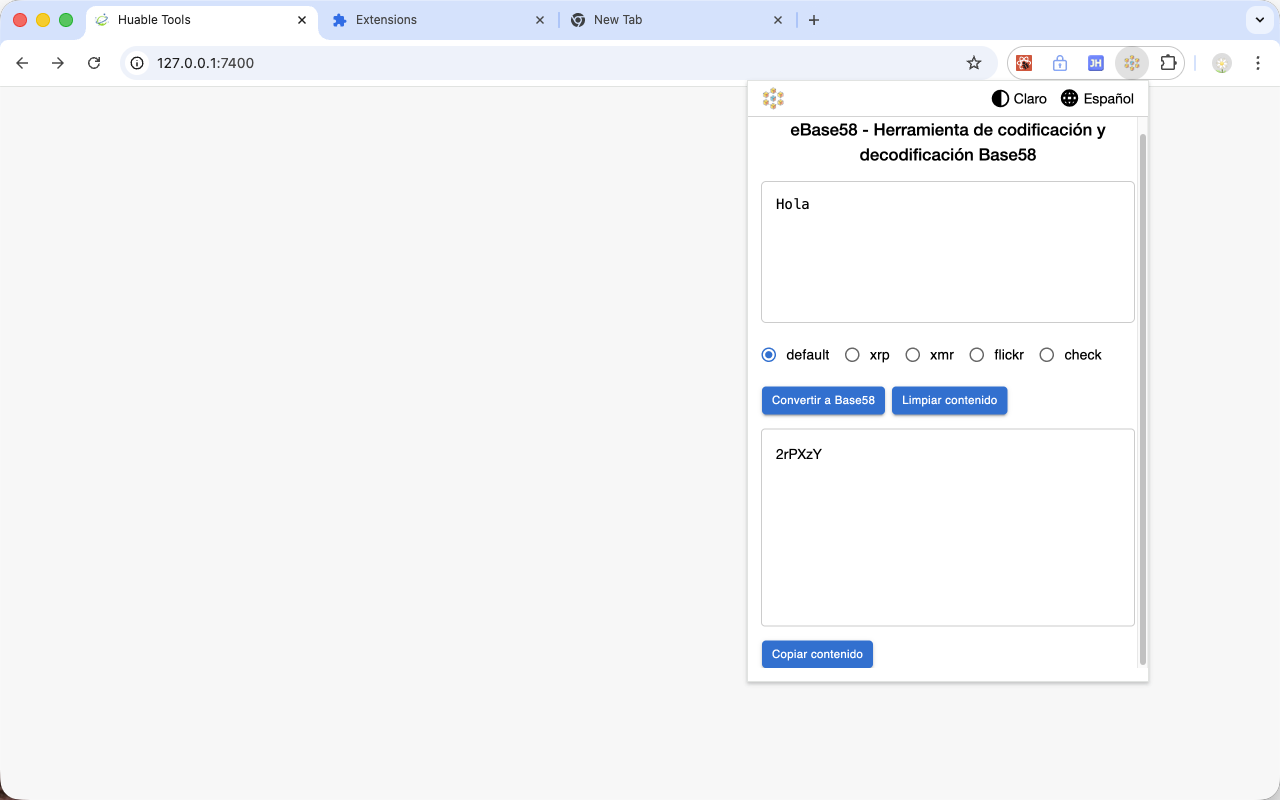 Huable Tools
Extensions
New Tab
127.0.0.1:7400
JH
Claro
Español
eBase58 - Herramienta de codificación y
decodificación Base58
Hola
default
xrp
xmr
flickr
check
Convertir a Base58
Limpiar contenido
2rPXzY
Copiar contenido